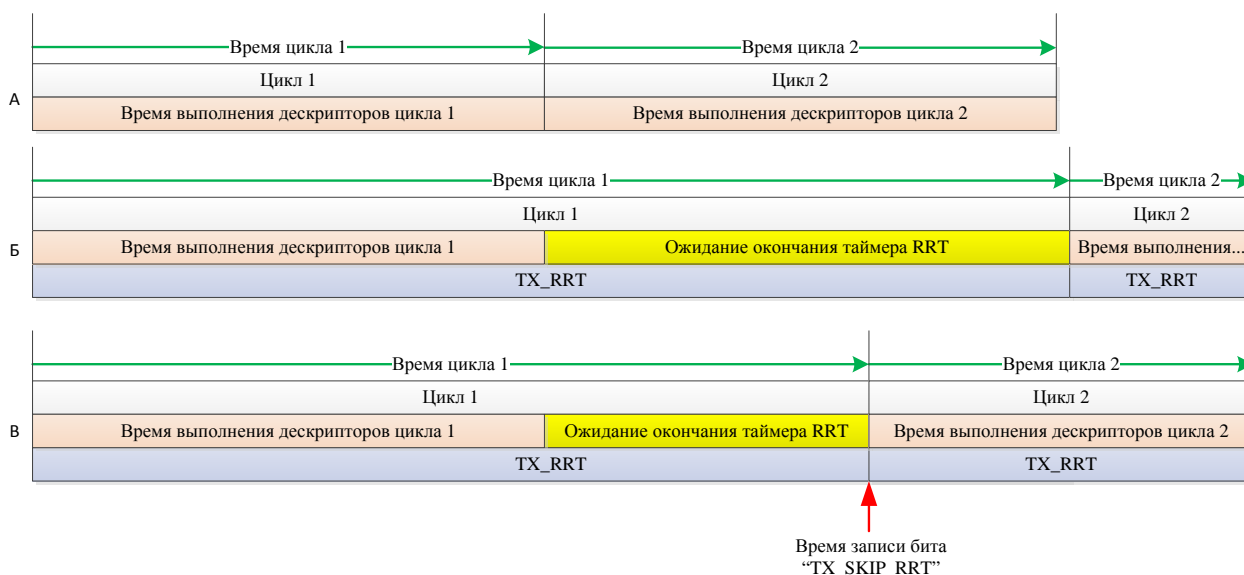 Время цикла 1 Время цикла 2
Цикл 1 Цикл 2
А
Время выполнения дескрипторов цикла 1 Время выполнения дескрипторов цикла 2
Время цикла 1 Время цикла 2
Цикл 1 Цикл 2
Б
Время выполнения дескрипторов цикла 1 Ожидание окончания таймера RRT Время выполнения...
TX_RRT TX_RRT
Время цикла 1 Время цикла 2
Цикл 1 Цикл 2
В
Время выполнения дескрипторов цикла 1 Ожидание окончания таймера RRT Время выполнения дескрипторов цикла 2
TX_RRT TX_RRT
Время записи бита
“TX_SKIP_RRT”